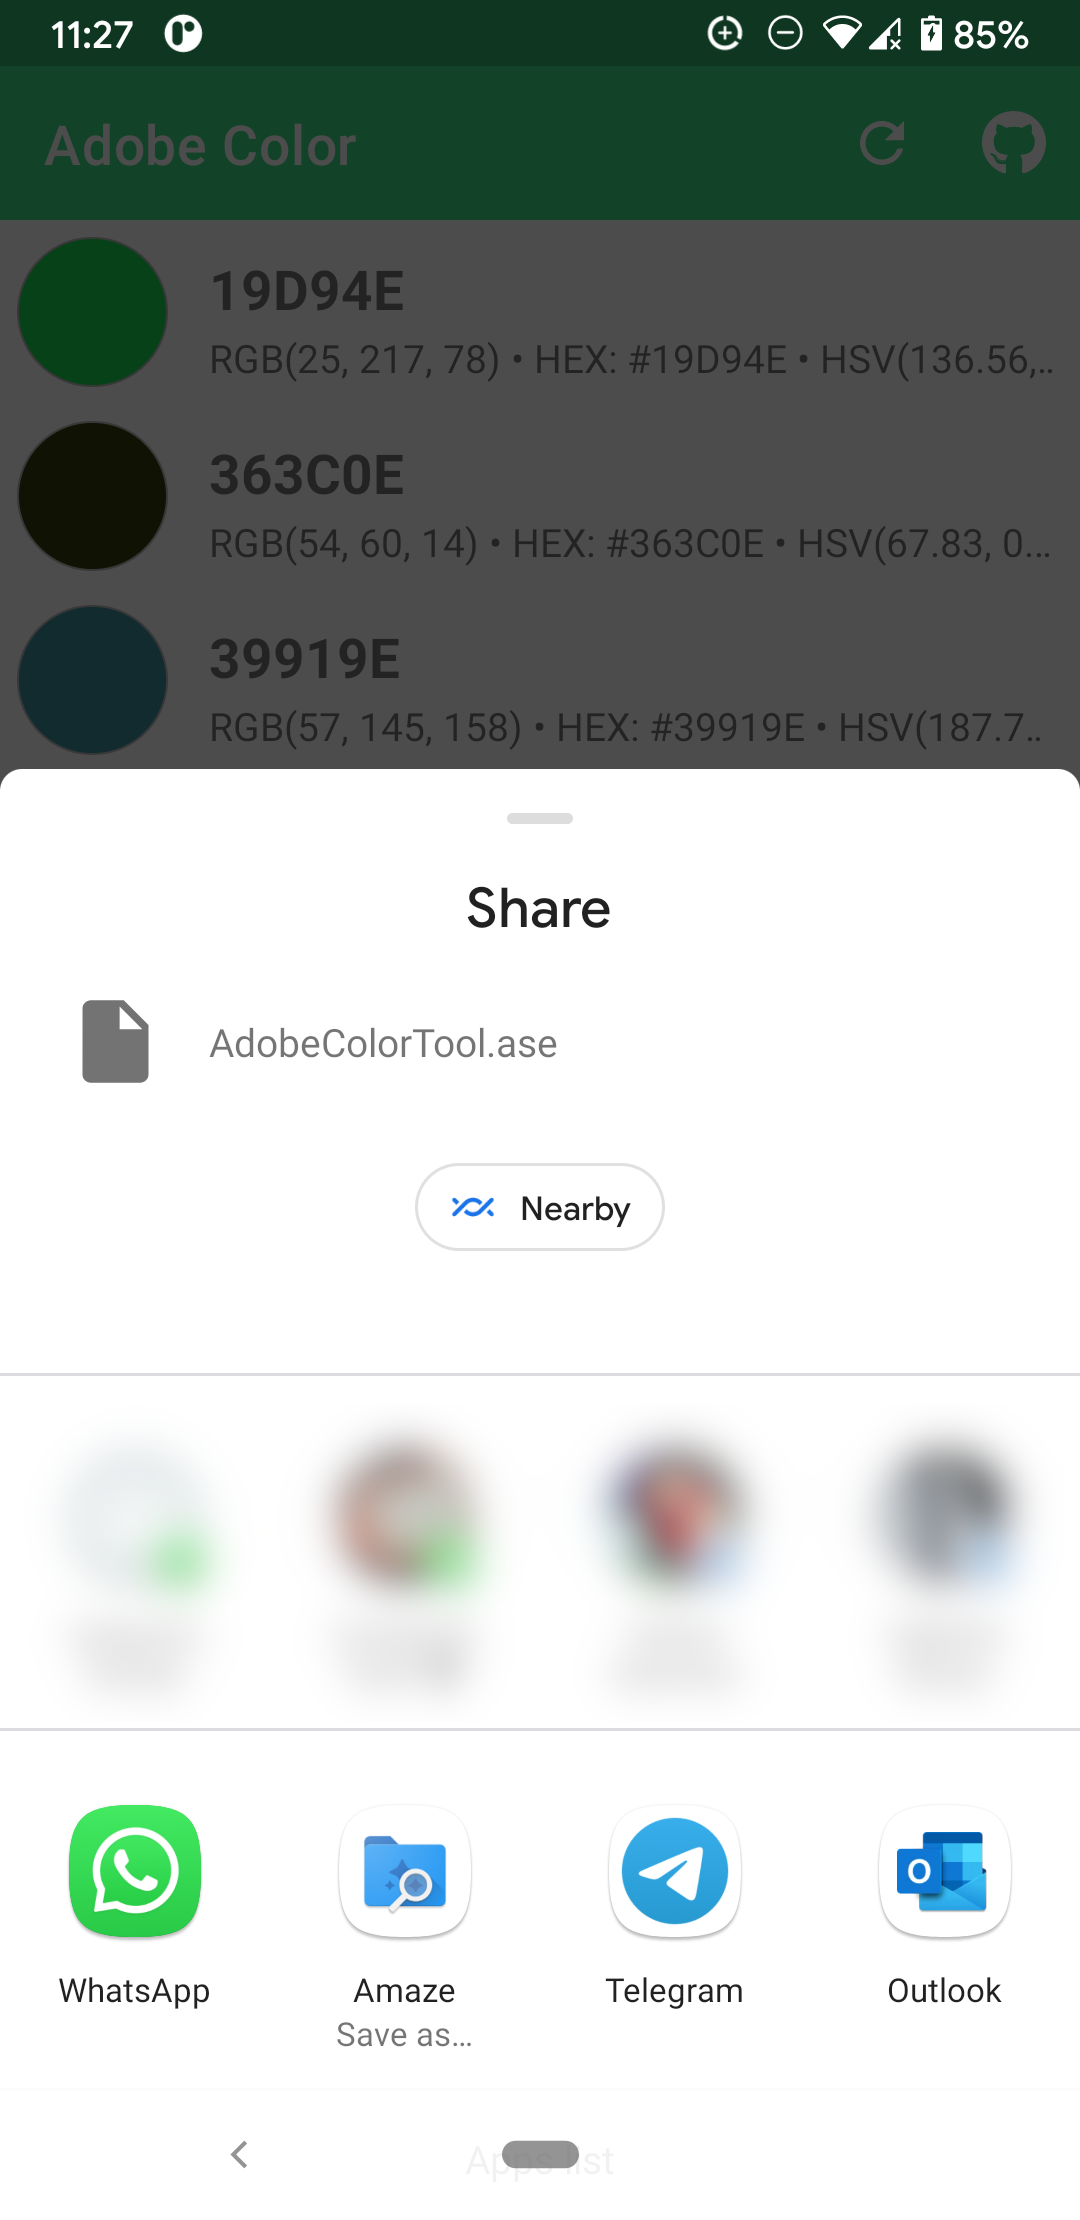 11:27
85%
Adobe Color
19D94E
RGB(25, 217, 78) • HEX: #19D94E • HSV(136.56,...
363C0E
RGB(54, 60, 14) • HEX: #363C0E • HSV(67.83, 0...
39919E
RGB(57, 145, 158) • HEX: #39919E • HSV(187.7...
Share
AdobeColorTool.ase
Nearby
WhatsApp
Amaze
Telegram
Outlook
Save as...
Apps list